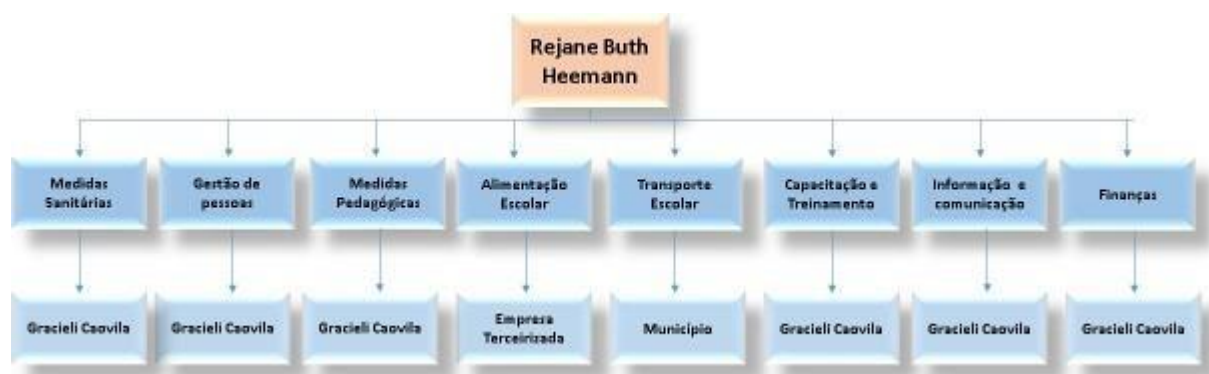 Rejane Buth
Heemann
Medidas
Sanitárias
Gestão de
pessoas
Medidas
Pedagógicas
Alimentação
Escolar
Transporte
Escolar
Capacitação e
Treinamento
Informação e
comunicação
Finanças
Gracieli Caovila
Gracieli Caovila
Gracieli Caovila
Empresa
Terceirizada
Município
Gracieli Caovila
Gracieli Caovila
Gracieli Caovila